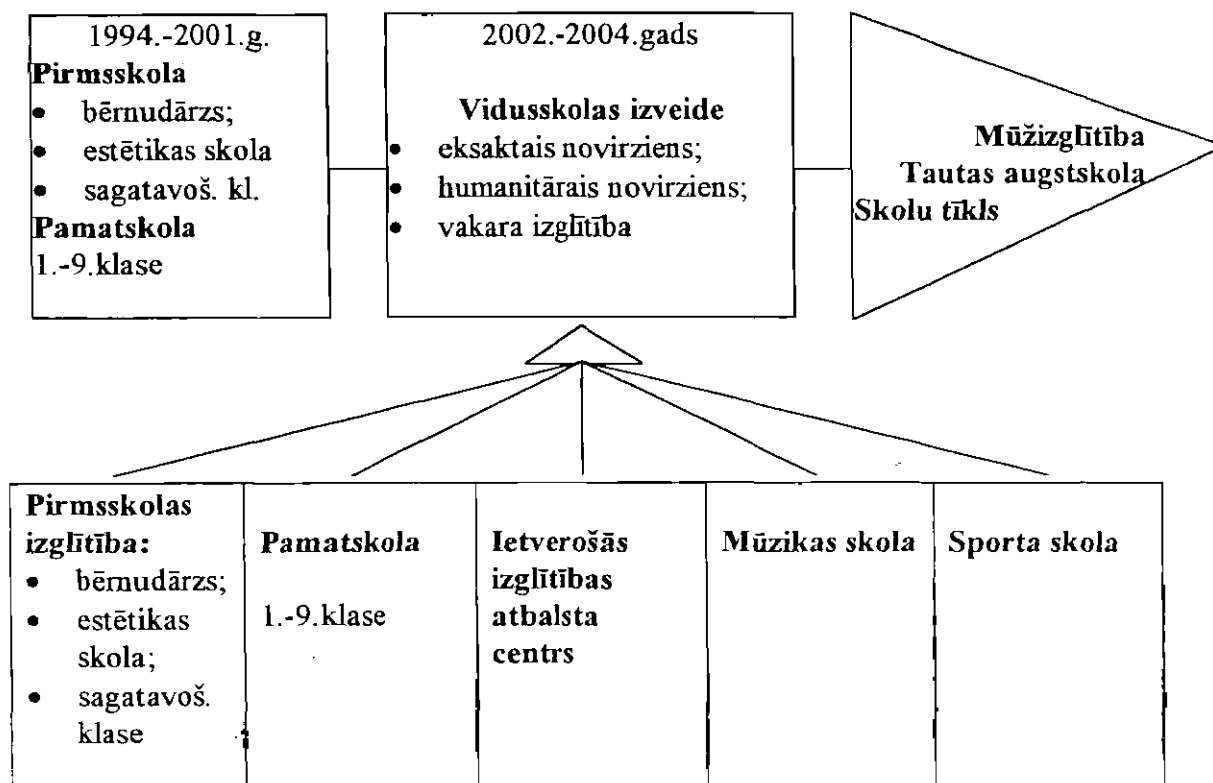 1994.-2001.g.
Pirmsskola
• bērnudārzs;
• estētikas skola
• sagatavoš. kl.
Pamatskola
1.-9.klase
2002.-2004.gads
Vidusskolas izveide
• eksaktais novirziens;
• humanitārais novirziens;
• vakara izglītība
Mūžizglītība
Tautas augstskola
Skolu tīkls
Pirmsskolas
izglītība:
• bērnudārzs;
• estētikas
skola;
• sagatavoš.
klase
Pamatskola
1.-9.klase
Ietverošās
izglītības
atbalsta
centrs
Mūzikas skola
Sporta skola